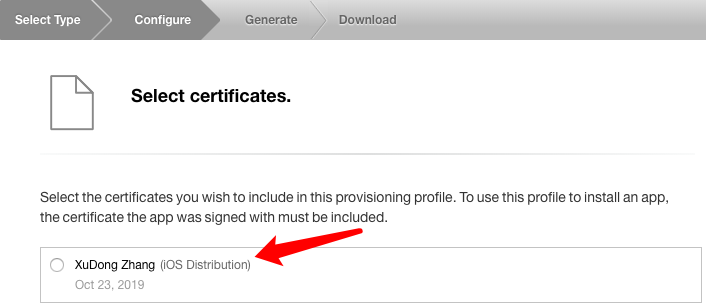 Select Type Configure Generate Download
Select certificates.
Select the certificates you wish to include in this provisioning profile. To use this profile to install an app,
the certificate the app was signed with must be included.
XuDong Zhang (iOS Distribution)
Oct 23, 2019